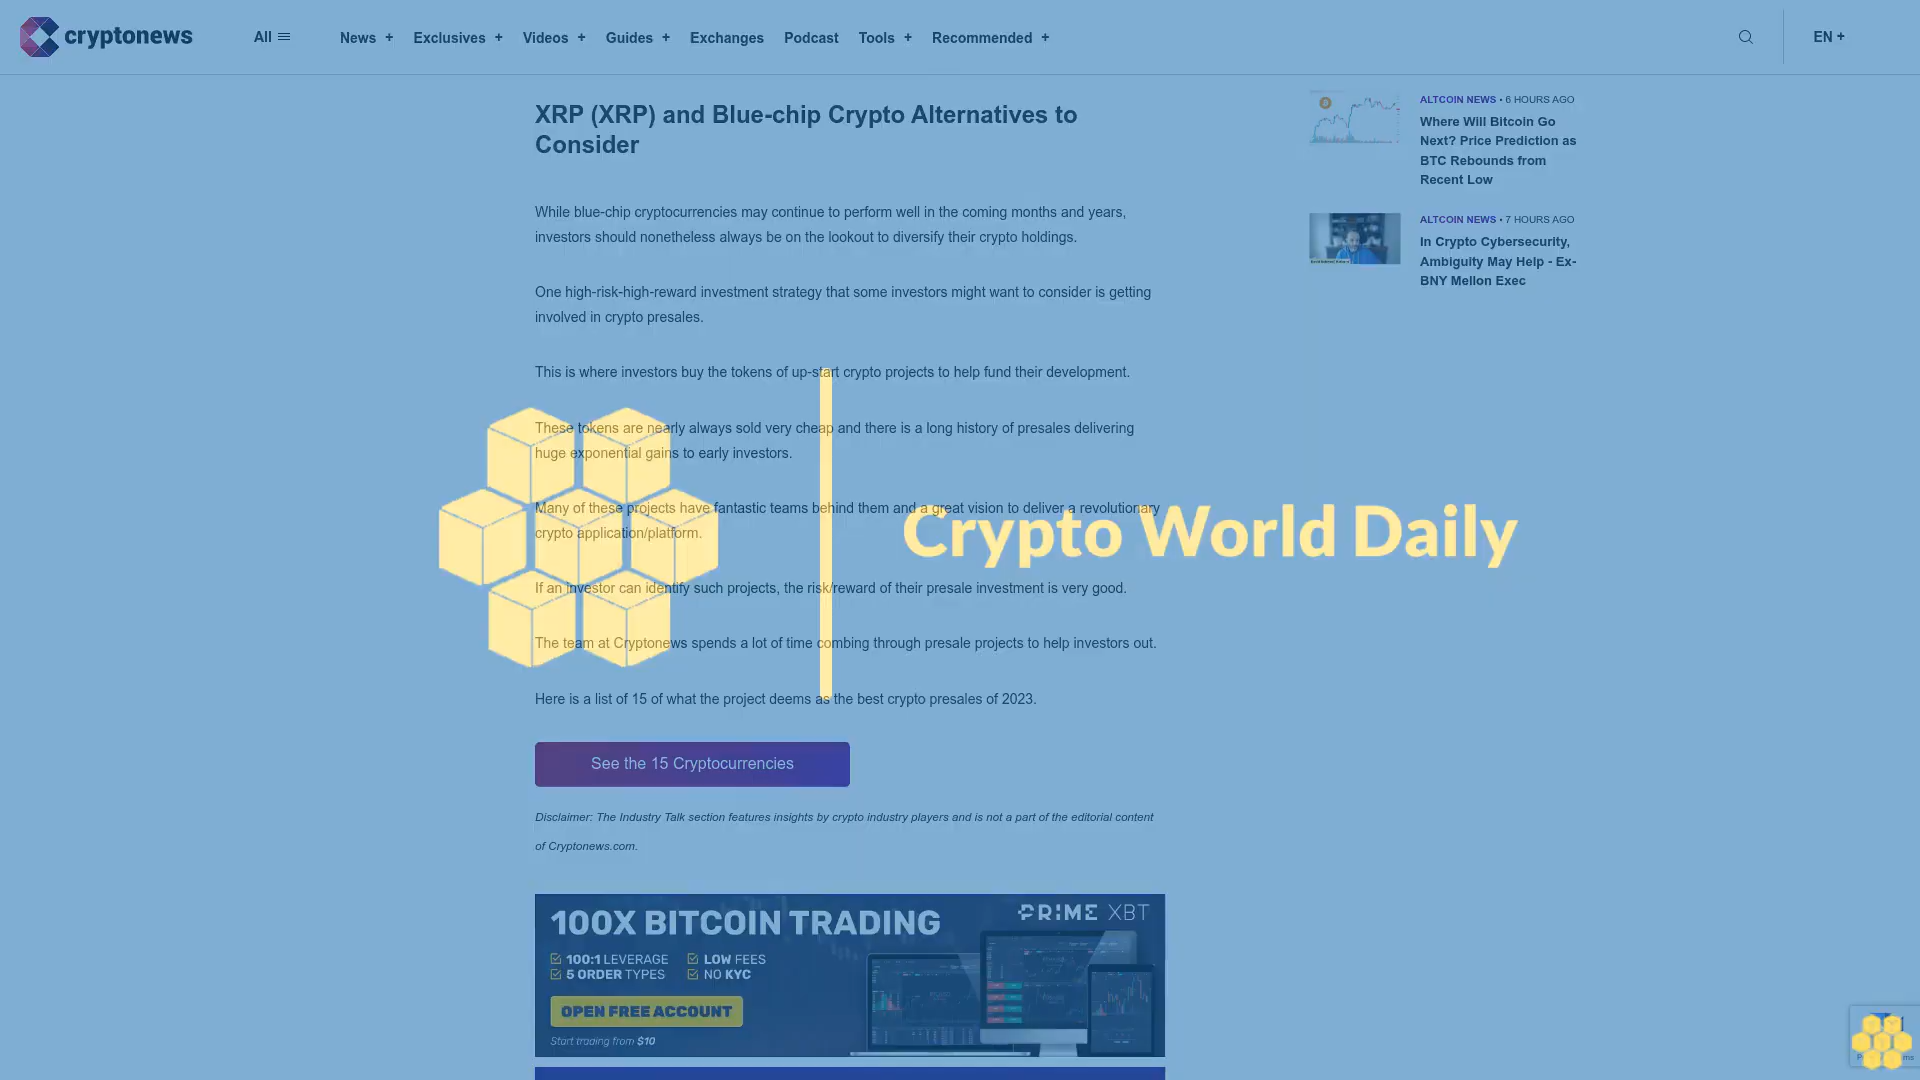 cryptonews
All
News +
Exclusives +
Videos +
Guides +
Exchanges
Podcast
Tools +
Recommended +
EN +
XRP (XRP) and Blue-chip Crypto Alternatives to
Consider
While blue-chip cryptocurrencies may continue to perform well in the coming months and years,
investors should nonetheless always be on the lookout to diversify their crypto holdings.
One high-risk-high-reward investment strategy that some investors might want to consider is getting
involved in crypto presales.
This is where investors buy the tokens of up-start crypto projects to help fund their development.
These tokens are nearly always sold very cheap and there is a long history of presales delivering
huge exponential gains to early investors.
Many of these projects have fantastic teams behind them and a great vision to deliver a revolutionary
crypto application/platform.
If an investor can identify such projects, the risk/reward of their presale investment is very good.
The team at Cryptonews spends a lot of time combing through presale projects to help investors out.
Here is a list of 15 of what the project deems as the best crypto presales of 2023.
See the 15 Cryptocurrencies
Disclaimer: The Industry Talk section features insights by crypto industry players and is not a part of the editorial content
of Cryptonews.com.
100X BITCOIN TRADING
PRIME XBT
100:1 LEVERAGE
LOW FEES
5 ORDER TYPES
NO KYC
OPEN FREE ACCOUNT
Start trading from $10
ALTCOIN NEWS • 6 HOURS AGO
Where Will Bitcoin Go
Next? Price Prediction as
BTC Rebounds from
Recent Low
ALTCOIN NEWS • 7 HOURS AGO
In Crypto Cybersecurity,
Ambiguity May Help - Ex-
BNY Mellon Exec
Crypto World Daily